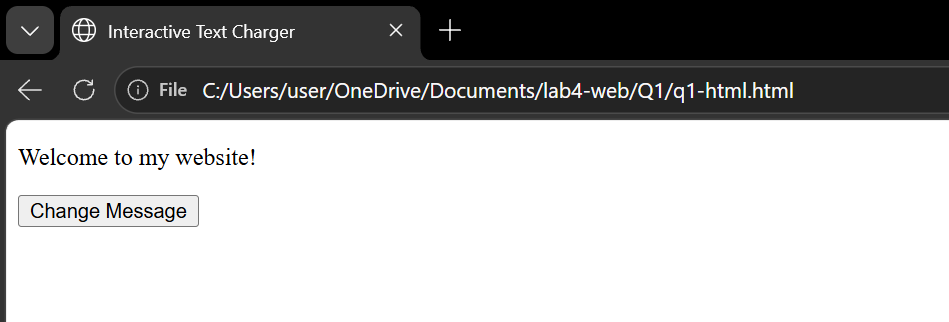 Interactive Text Charger
File C:/Users/user/OneDrive/Documents/lab4-web/Q1/q1-html.html
Welcome to my website!
Change Message